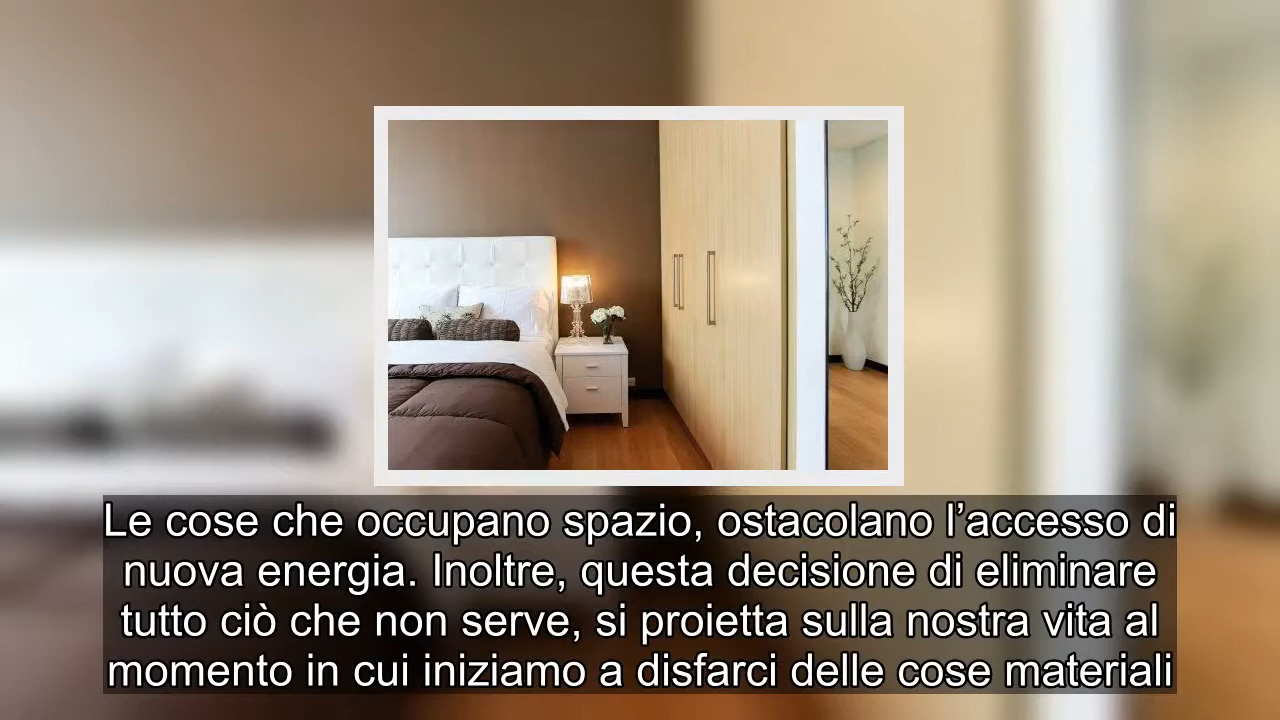 Le cose che occupano spazio, ostacolano l’accesso di
nuova energia. Inoltre, questa decisione di eliminare
tutto ciò che non serve, si proietta sulla nostra vita al
momento in cui iniziamo a disfarci delle cose materiali